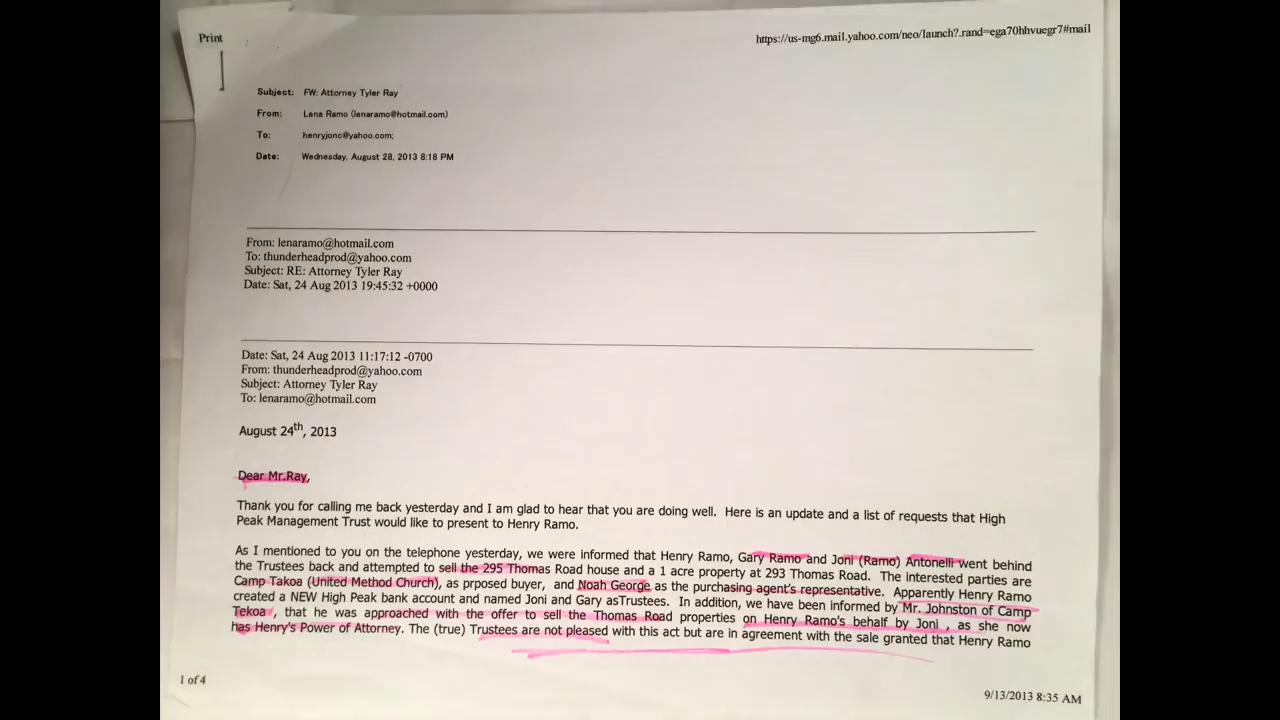 Print
https://us-mg6.mail.yahoo.com/neo/launch?.rand=ega70hhvuegr7#mail
Subject: FW: Attorney Tyler Ray
From: Lena Ramo (lenaramo@hotmail.com)
To: henryjonc@yahoo.com;
Date: Wednesday, August 28, 2013 8:18 PM
From: lenaramo@hotmail.com
To: thunderheadprod@yahoo.com
Subject: RE: Attorney Tyler Ray
Date: Sat, 24 Aug 2013 19:45:32 +0000
Date: Sat, 24 Aug 2013 11:17:12 -0700
From: thunderheadprod@yahoo.com
Subject: Attorney Tyler Ray
To: lenaramo@hotmail.com
August 24th, 2013
Dear Mr.Ray,
Thank you for calling me back yesterday and I am glad to hear that you are doing well. Here is an update and a list of requests that High
Peak Management Trust would like to present to Henry Ramo.
As I mentioned to you on the telephone yesterday, we were informed that Henry Ramo, Gary Ramo and Joni (Ramo) Antonelli went behind
the Trustees back and attempted to sell the 295 Thomas Road house and a 1 acre property at 293 Thomas Road. The interested parties are
Camp Takoa (United Method Church), as prposed buyer, and Noah George as the purchasing agent's representative. Apparently Henry Ramo
created a NEW High Peak bank account and named Joni and Gary asTrustees. In addition, we have been informed by Mr. Johnston of Camp
Tekoa , that he was approached with the offer to sell the Thomas Road properties on Henry Ramo's behalf by Joni , as she now
has Henry's Power of Attorney. The (true) Trustees are not pleased with this act but are in agreement with the sale granted that Henry Ramo
1 of 4
9/13/2013 8:35 AM